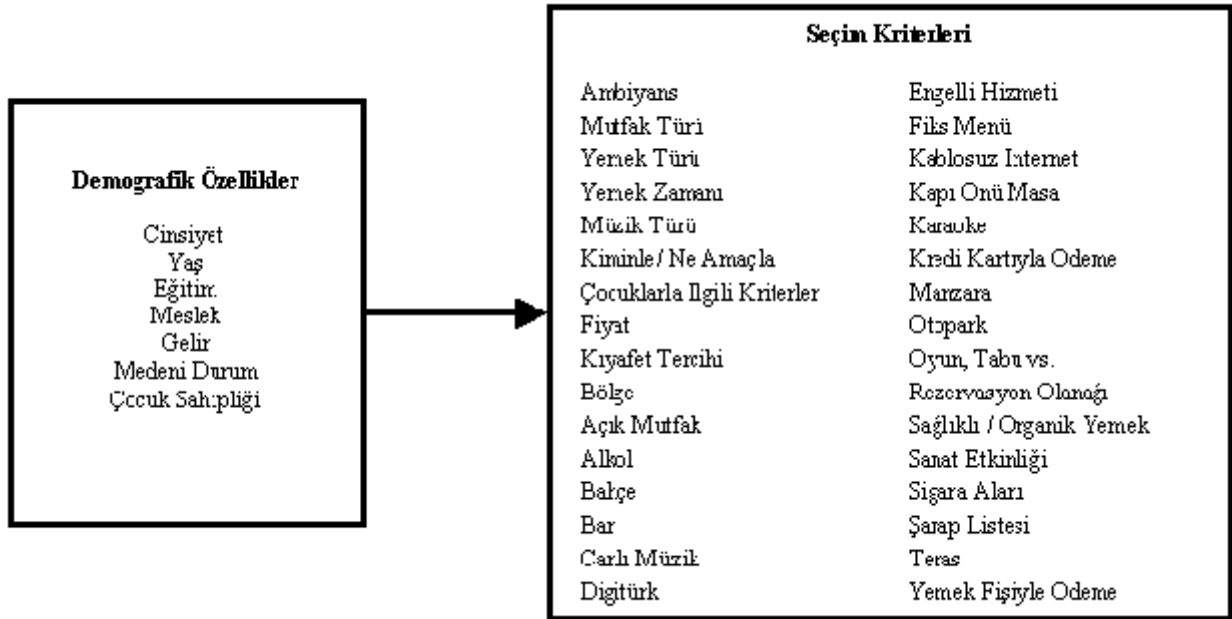 Demografik Özellikler
Cinsiyet
Yaş
Eğitim
Meslek
Gelir
Medeni Durum
Çocuk Sahipliği
Seçim Kriterleri
Ambiyans
Mutfak Türü
Yemek Türü
Yemek Zamanı
Müzik Türü
Kiminle/ Ne Amaçla
Çocuklarla Ilgili Kriterler
Fiyat
Kıyafet Tercihi
Bölge
Açık Mutfak
Alkol
Bahçe
Bar
Canlı Müzik
Digitürk
Engelli Hizmeti
Fiks Menü
Kablosuz Internet
Kapı Onü Masa
Karaoke
Kredi Kartıyla Odeme
Manzara
Otopark
Oyun, Tabu vs.
Rezervasyon Olanağı
Sağlıklı / Organik Yemek
Sanat Etkinliği
Sigara Alanı
Şarap Listesi
Teras
Yemek Fişiyle Odeme